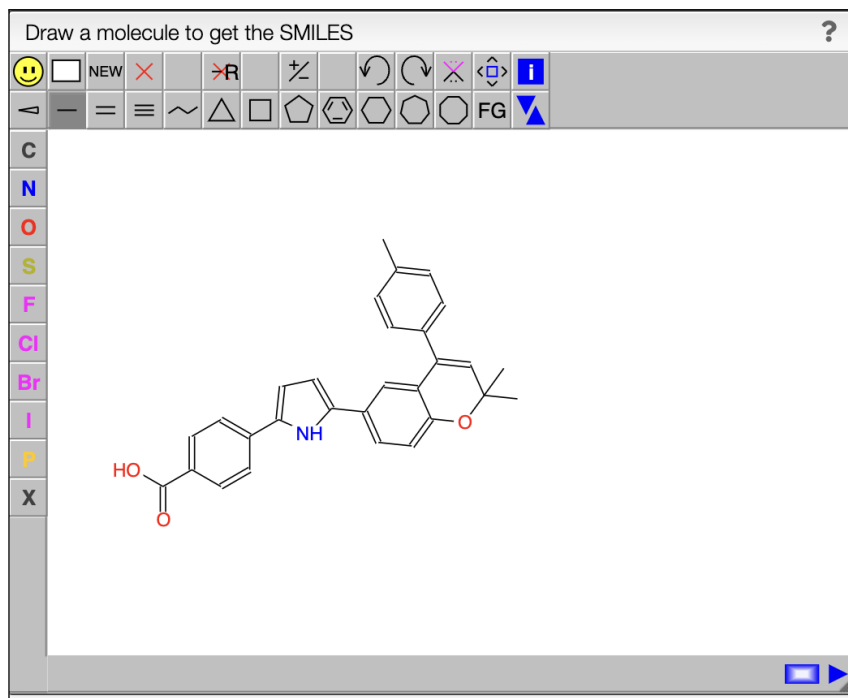 Draw a molecule to get the SMILES ?
NEW R +/- i
FG
C
N
O
S
F
Cl
Br
I
P
X
O
NH
HO
O